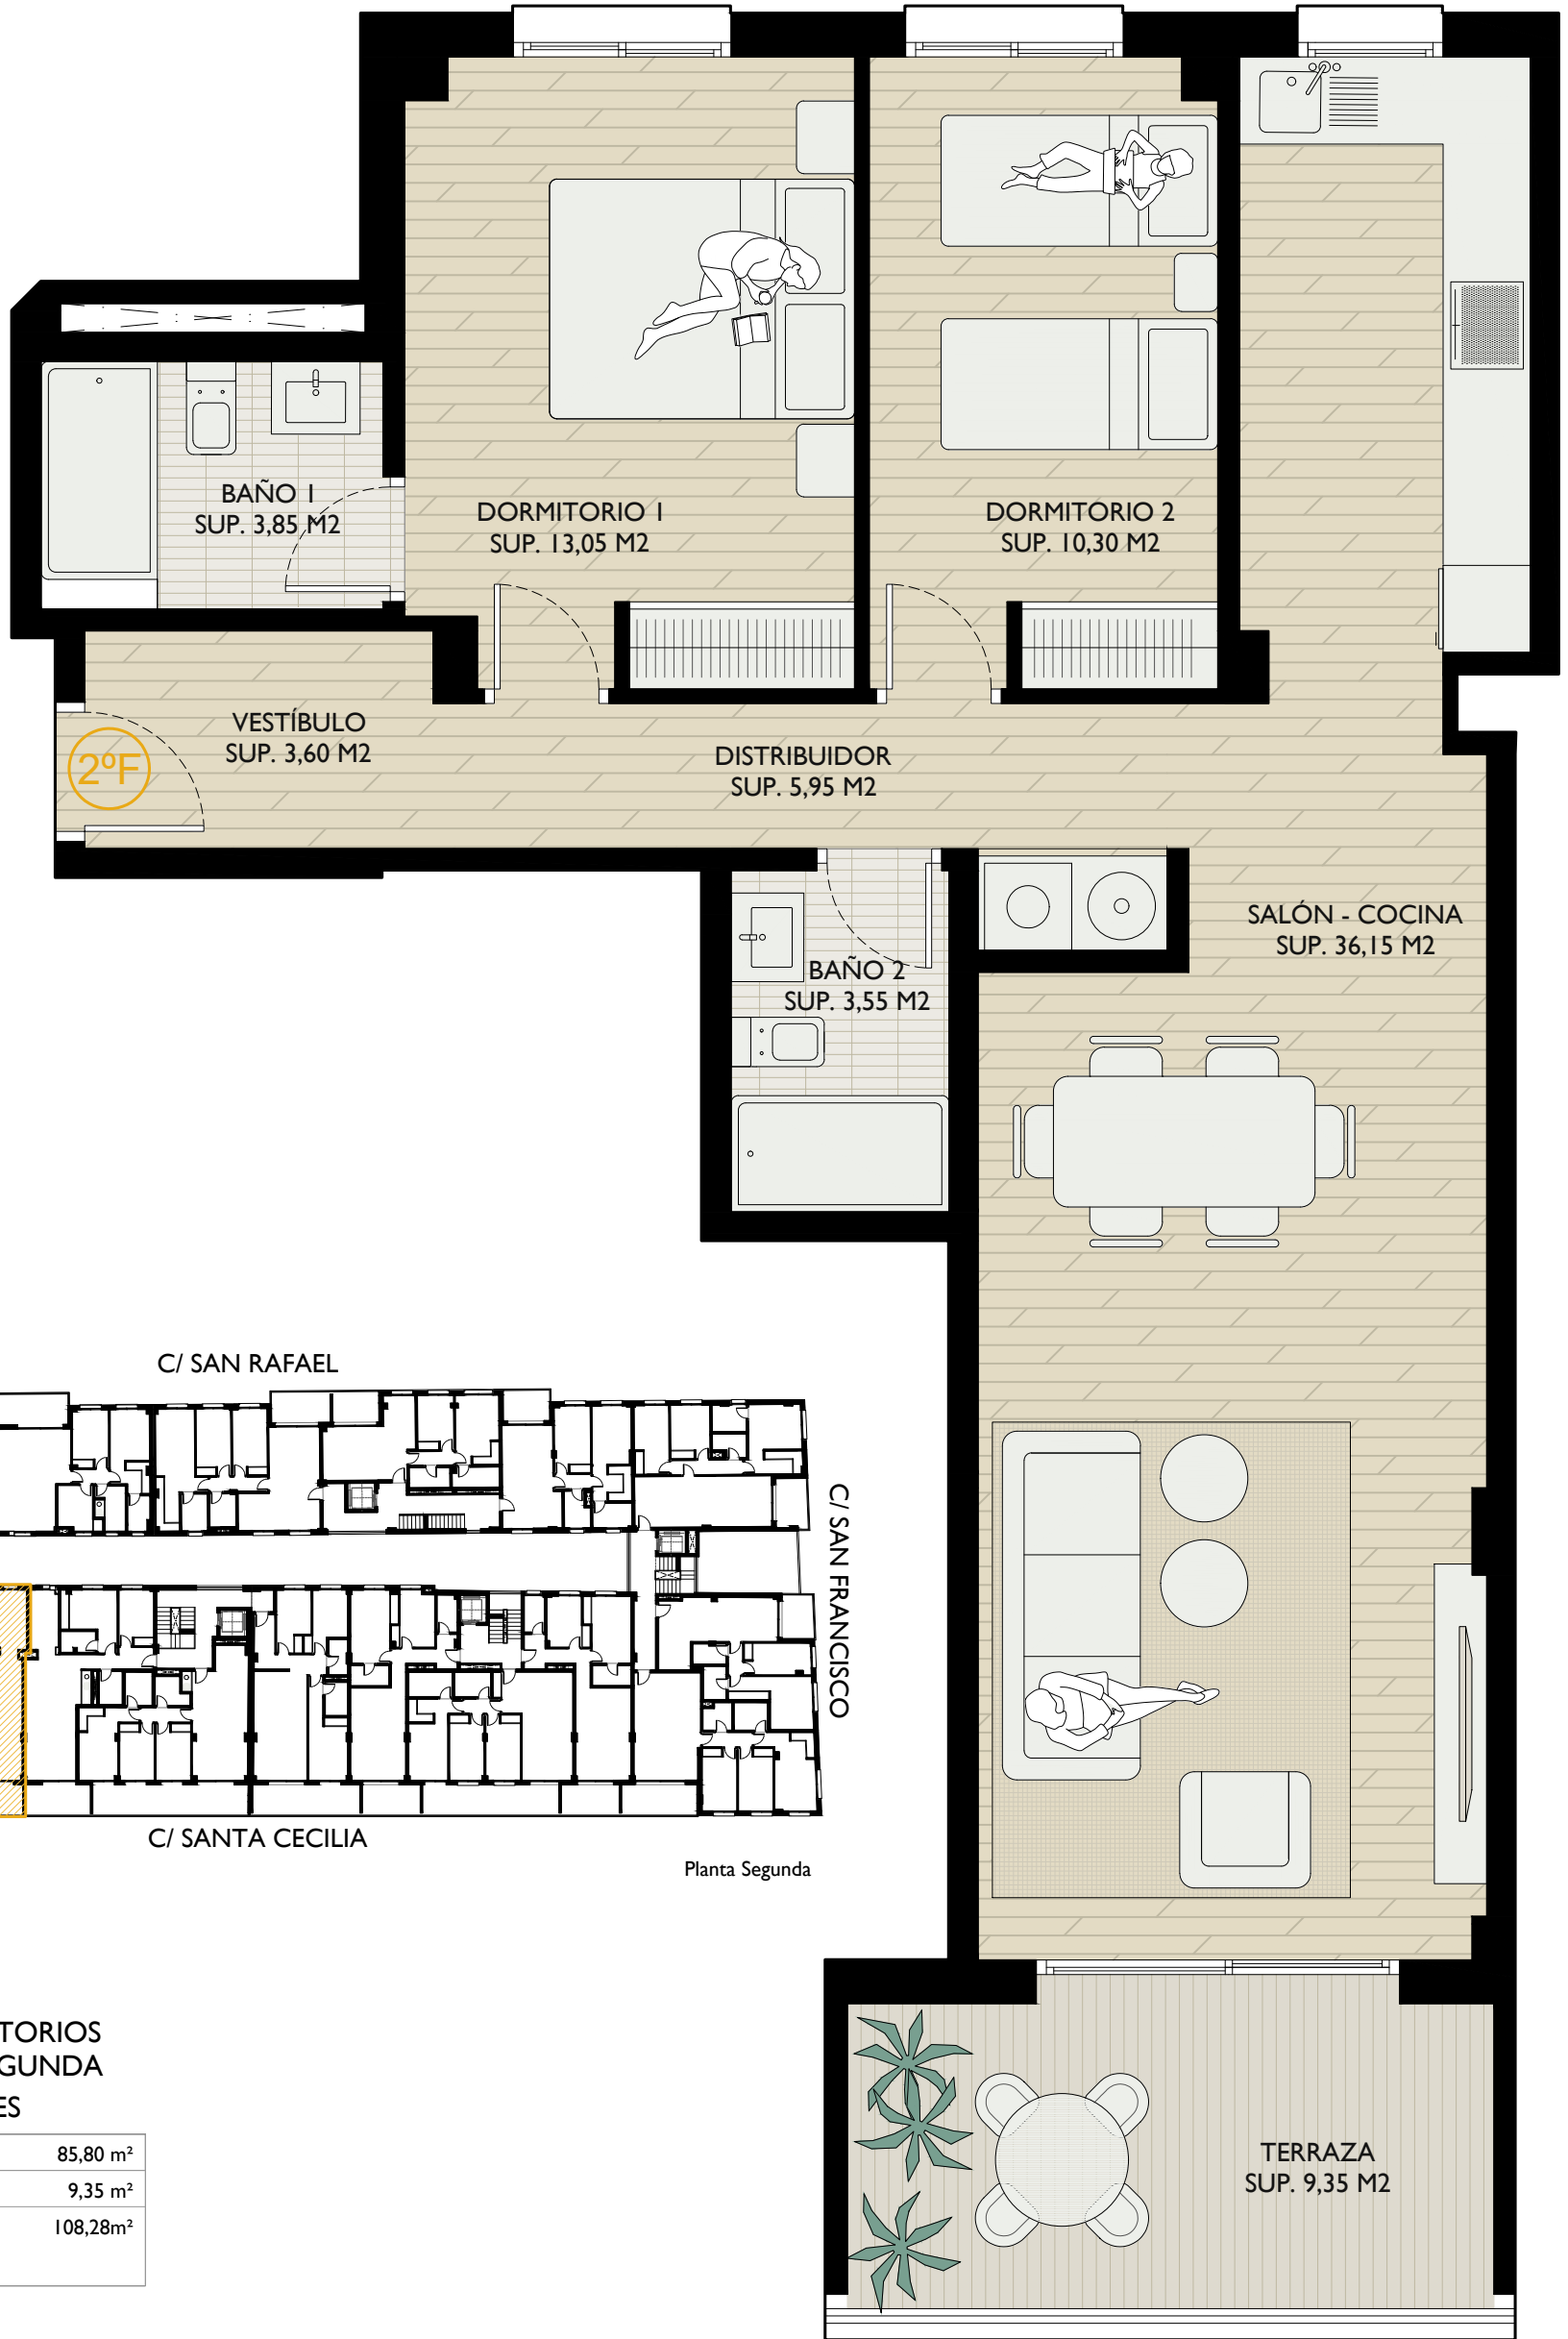 BAÑO 1
SUP. 3,85 M2
DORMITORIO 1
SUP. 13,05 M2
DORMITORIO 2
SUP. 10,30 M2
VESTÍBULO
SUP. 3,60 M2
2ºF
DISTRIBUIDOR
SUP. 5,95 M2
SALÓN - COCINA
SUP. 36,15 M2
BAÑO 2
SUP. 3,55 M2
C/ SAN RAFAEL
C/ SAN FRANCISCO
C/ SANTA CECILIA
Planta Segunda
TORIOS
GUNDA
ES
85,80 m²
9,35 m²
108,28m²
TERRAZA
SUP. 9,35 M2